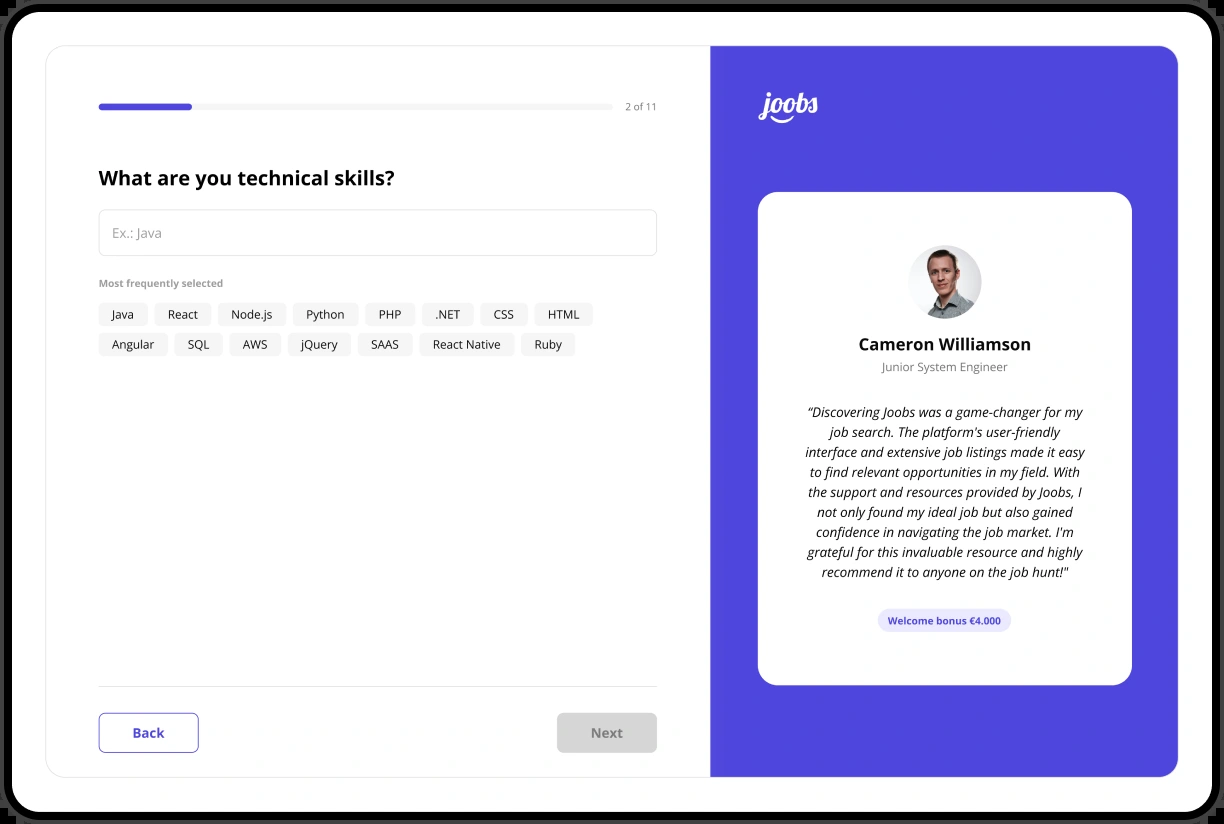 2 of 11
What are you technical skills?
Ex.: Java
Most frequently selected
Java React Node.js Python PHP .NET CSS HTML
Angular SQL AWS jQuery SAAS React Native Ruby
Back Next
joobs
Cameron Williamson
Junior System Engineer
“Discovering Joobs was a game-changer for my
job search. The platform's user-friendly
interface and extensive job listings made it easy
to find relevant opportunities in my field. With
the support and resources provided by Joobs, I
not only found my ideal job but also gained
confidence in navigating the job market. I'm
grateful for this invaluable resource and highly
recommend it to anyone on the job hunt!"
Welcome bonus €4.000